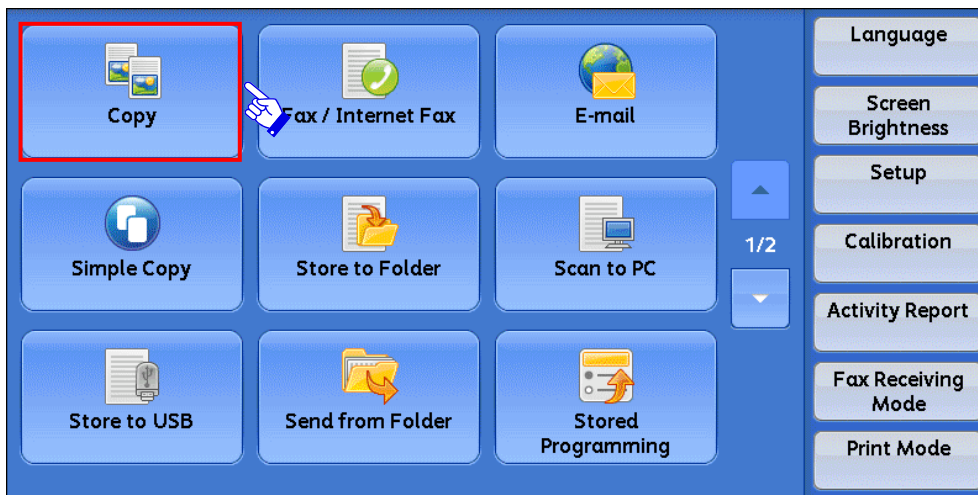 Copy
Fax / Internet Fax
E-mail
Simple Copy
Store to Folder
Scan to PC
Store to USB
Send from Folder
Stored
Programming
1/2
Language
Screen
Brightness
Setup
Calibration
Activity Report
Fax Receiving
Mode
Print Mode